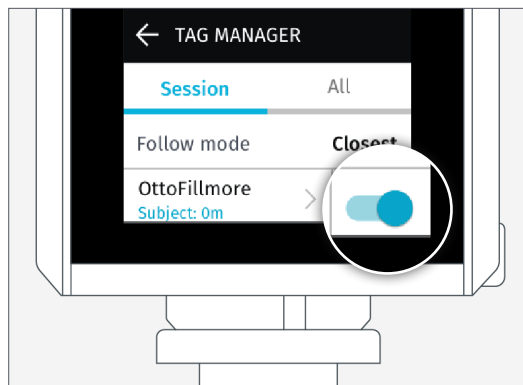 TAG MANAGER
Session All
Follow mode Closest
OttoFillmore
Subject: 0m